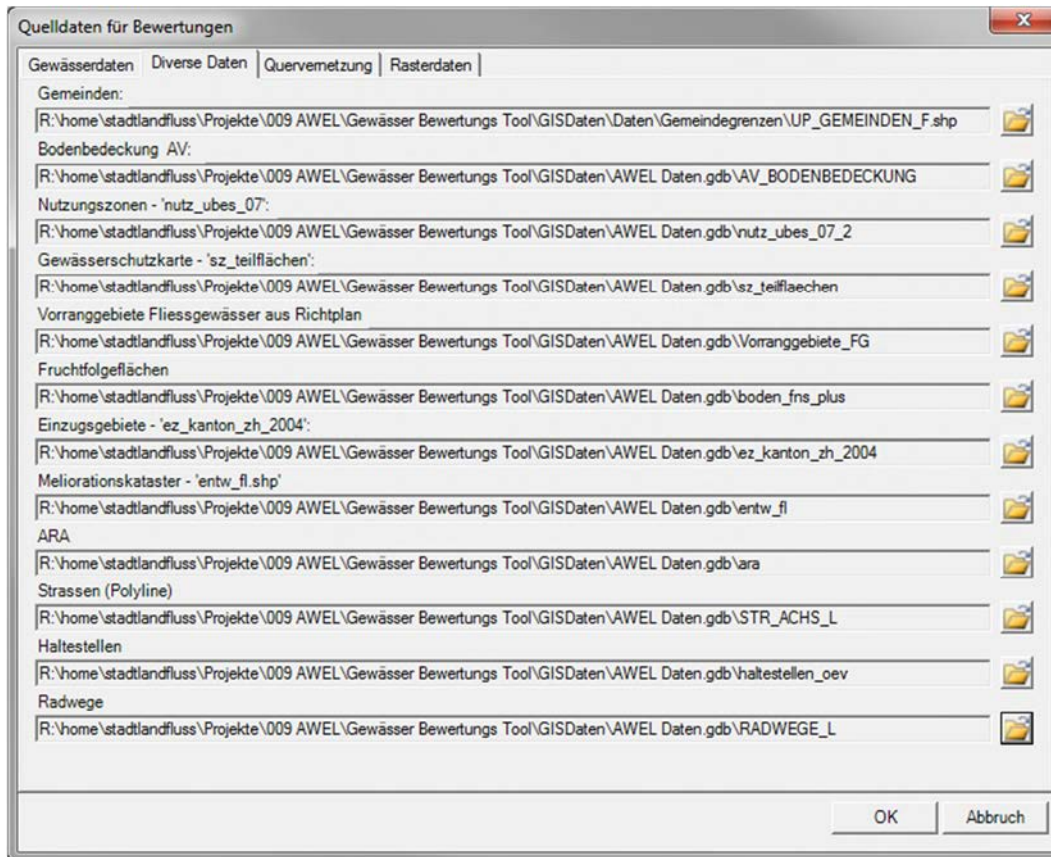 Quelldaten für Bewertungen
Gewässerdaten Diverse Daten Quervernetzung Rasterdaten
Gemeinden:
R:\home\stadtlandfluss\Projekte\009 AWEL\Gewässer Bewertungs Tool\GISDaten\Daten\Gemeindegrenzen\UP_GEMEINDEN_F.shp
Bodenbedeckung AV:
R:\home\stadtlandfluss\Projekte\009 AWEL\Gewässer Bewertungs Tool\GISDaten\AWEL Daten.gdb\AV_BODENBEDECKUNG
Nutzungszonen - 'nutz_ubes_07':
R:\home\stadtlandfluss\Projekte\009 AWEL\Gewässer Bewertungs Tool\GISDaten\AWEL Daten.gdb\nutz_ubes_07_2
Gewässerschutzkarte - 'sz_teilflächen':
R:\home\stadtlandfluss\Projekte\009 AWEL\Gewässer Bewertungs Tool\GISDaten\AWEL Daten.gdb\sz_teilflaechen
Vorranggebiete Fliessgewässer aus Richtplan
R:\home\stadtlandfluss\Projekte\009 AWEL\Gewässer Bewertungs Tool\GISDaten\AWEL Daten.gdb\Vorranggebiete_FG
Fruchtfolgeflächen
R:\home\stadtlandfluss\Projekte\009 AWEL\Gewässer Bewertungs Tool\GISDaten\AWEL Daten.gdb\boden_fns_plus
Einzugsgebiete - 'ez_kanton_zh_2004':
R:\home\stadtlandfluss\Projekte\009 AWEL\Gewässer Bewertungs Tool\GISDaten\AWEL Daten.gdb\ez_kanton_zh_2004
Meliorationskataster - 'entw_fl.shp'
R:\home\stadtlandfluss\Projekte\009 AWEL\Gewässer Bewertungs Tool\GISDaten\AWEL Daten.gdb\entw_fl
ARA
R:\home\stadtlandfluss\Projekte\009 AWEL\Gewässer Bewertungs Tool\GISDaten\AWEL Daten.gdb\ara
Strassen (Polyline)
R:\home\stadtlandfluss\Projekte\009 AWEL\Gewässer Bewertungs Tool\GISDaten\AWEL Daten.gdb\STR_ACHS_L
Haltestellen
R:\home\stadtlandfluss\Projekte\009 AWEL\Gewässer Bewertungs Tool\GISDaten\AWEL Daten.gdb\haltestellen_oev
Radwege
R:\home\stadtlandfluss\Projekte\009 AWEL\Gewässer Bewertungs Tool\GISDaten\AWEL Daten.gdb\RADWEGE_L
OK Abbruch